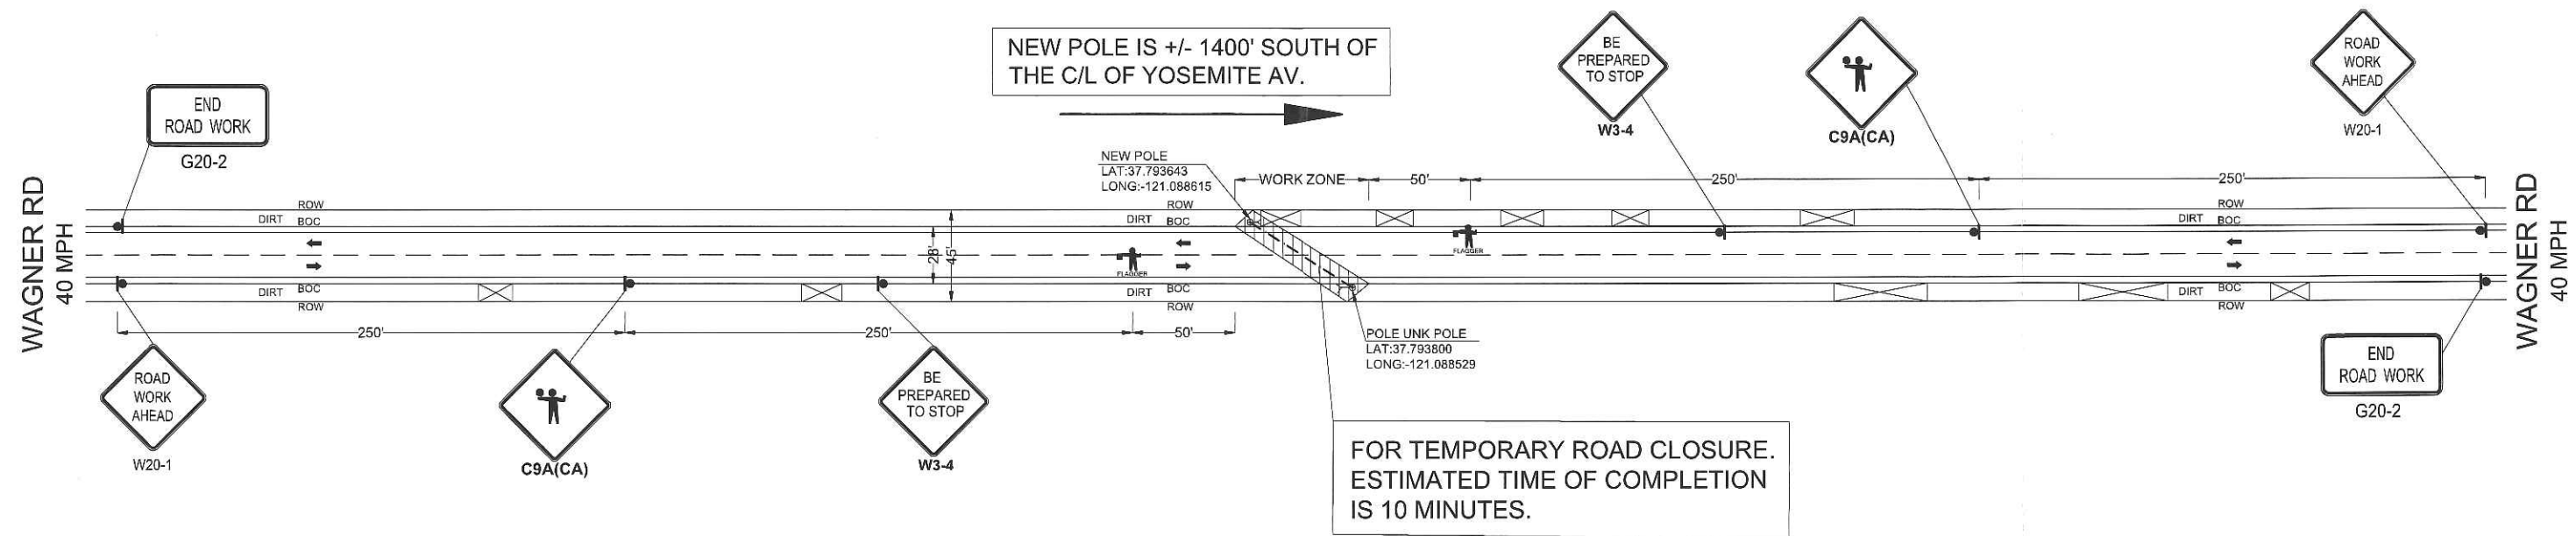 NEW POLE IS +/- 1400' SOUTH OF
THE C/L OF YOSEMITE AV.
BE
PREPARED
TO STOP
W3-4
C9A(CA)
ROAD
WORK
AHEAD
W20-1
END
ROAD WORK
G20-2
NEW POLE
LAT:37.793643
LONG:-121.088615
WORK ZONE
50'
250'
250'
WAGNER RD
40 MPH
ROW
DIRT BOC
ROW
DIRT BOC
ROW
DIRT BOC
28'
45'
FLAGGER
FLAGGER
DIRT BOC
ROW
DIRT BOC
ROW
DIRT BOC
ROW
WAGNER RD
40 MPH
250'
250'
50'
POLE UNK POLE
LAT:37.793800
LONG:-121.088529
ROAD
WORK
AHEAD
W20-1
C9A(CA)
BE
PREPARED
TO STOP
W3-4
END
ROAD WORK
G20-2
FOR TEMPORARY ROAD CLOSURE.
ESTIMATED TIME OF COMPLETION
IS 10 MINUTES.